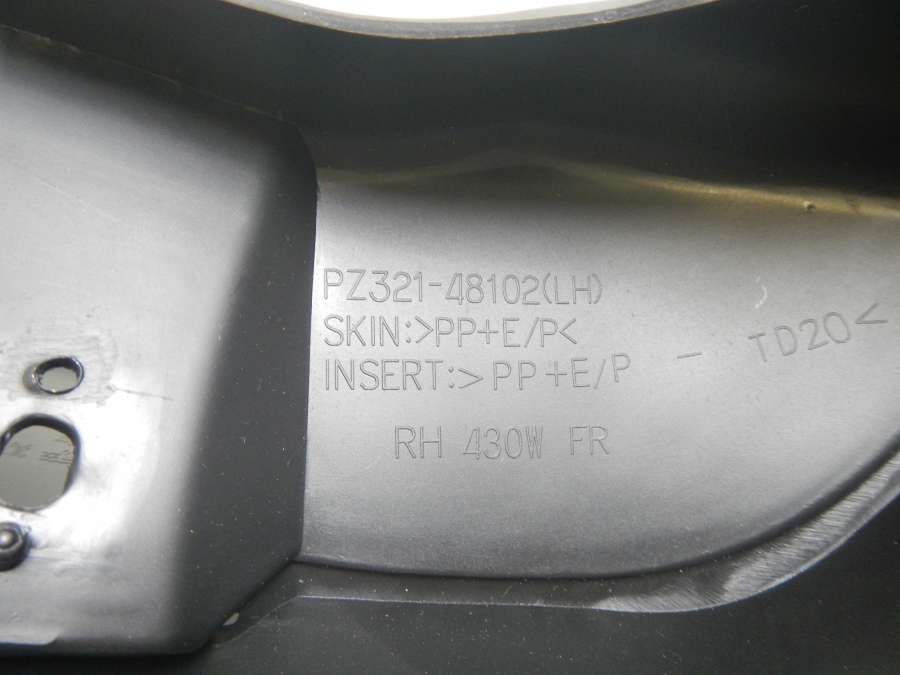 PZ321-48102(LH)
SKIN:>PP+E/P<
INSERT:>PP+E/P - TD20<
RH 430W FR